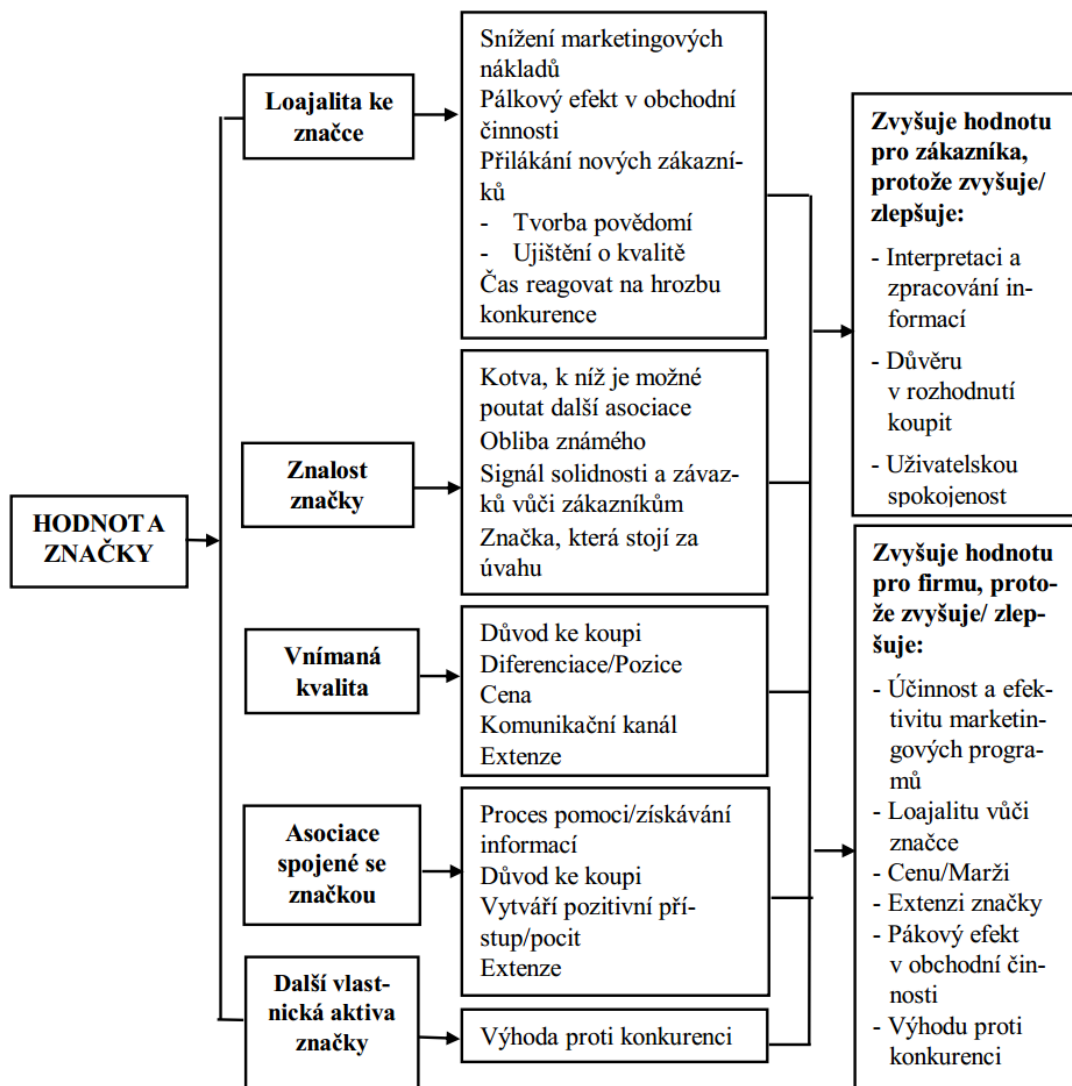 HODNOTA
ZNAČKY
Loajalita ke
značce
Snížení marketingových
nákladů
Pálkový efekt v obchodní
činnosti
Přilákání nových zákazní-
ků
- Tvorba povědomí
- Ujištění o kvalitě
Čas reagovat na hrozbu
konkurence
Znalost
značky
Kotva, k níž je možné
poutat další asociace
Obliba známého
Signál solidnosti a závaz-
ků vůči zákazníkům
Značka, která stojí za
úvahu
Vnímaná
kvalita
Důvod ke koupi
Diferenciace/Pozice
Cena
Komunikační kanál
Extenze
Asociace
spojené se
značkou
Proces pomoci/získávání
informací
Důvod ke koupi
Vytváří pozitivní pří-
stup/pocit
Extenze
Další vlast-
nická aktiva
značky
Výhoda proti konkurenci
Zvyšuje hodnotu
pro zákazníka,
protože zvyšuje/
zlepšuje:
- Interpretaci a
zpracování in-
formací
- Důvěru
v rozhodnutí
koupit
- Uživatelskou
spokojenost
Zvyšuje hodnotu
pro firmu, proto-
že zvyšuje/ zlep-
šuje:
- Účinnost a efek-
tivitu marketin-
gových progra-
mů
- Loajalitu vůči
značce
- Cenu/Marži
- Extenzi značky
- Pákový efekt
v obchodní čin-
nosti
- Výhodu proti
konkurenci